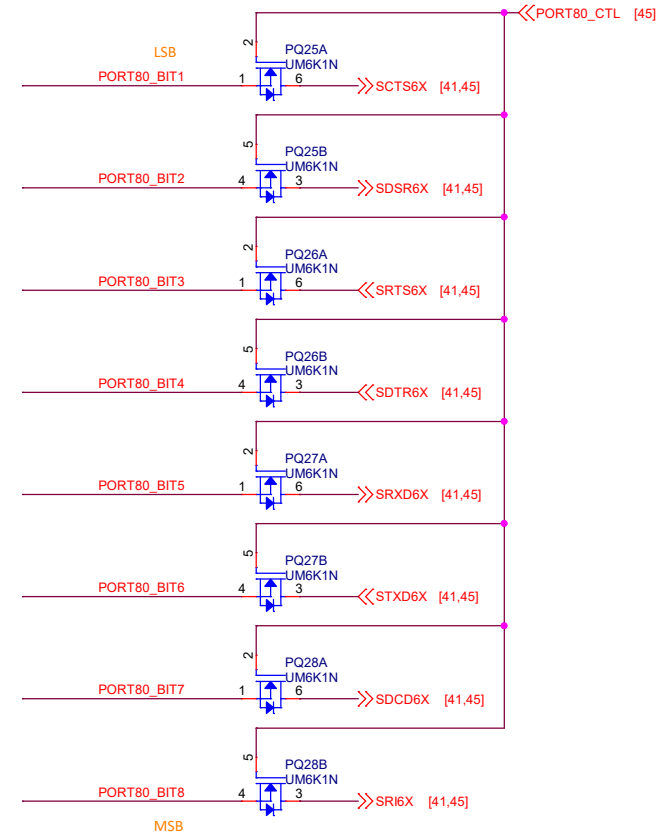 PORT80_CTL [45]
2
LSB
PQ25A
UM6K1N
PORT80_BIT1
1
6
SCTS6X [41,45]
5
PQ25B
UM6K1N
PORT80_BIT2
4
3
SDSR6X [41,45]
2
PQ26A
UM6K1N
PORT80_BIT3
1
6
SRTS6X [41,45]
5
PQ26B
UM6K1N
PORT80_BIT4
4
3
SDTR6X [41,45]
2
PQ27A
UM6K1N
PORT80_BIT5
1
6
SRXD6X [41,45]
5
PQ27B
UM6K1N
PORT80_BIT6
4
3
STXD6X [41,45]
2
PQ28A
UM6K1N
PORT80_BIT7
1
6
SDCD6X [41,45]
5
PQ28B
UM6K1N
PORT80_BIT8
4
3
SRI6X [41,45]
MSB